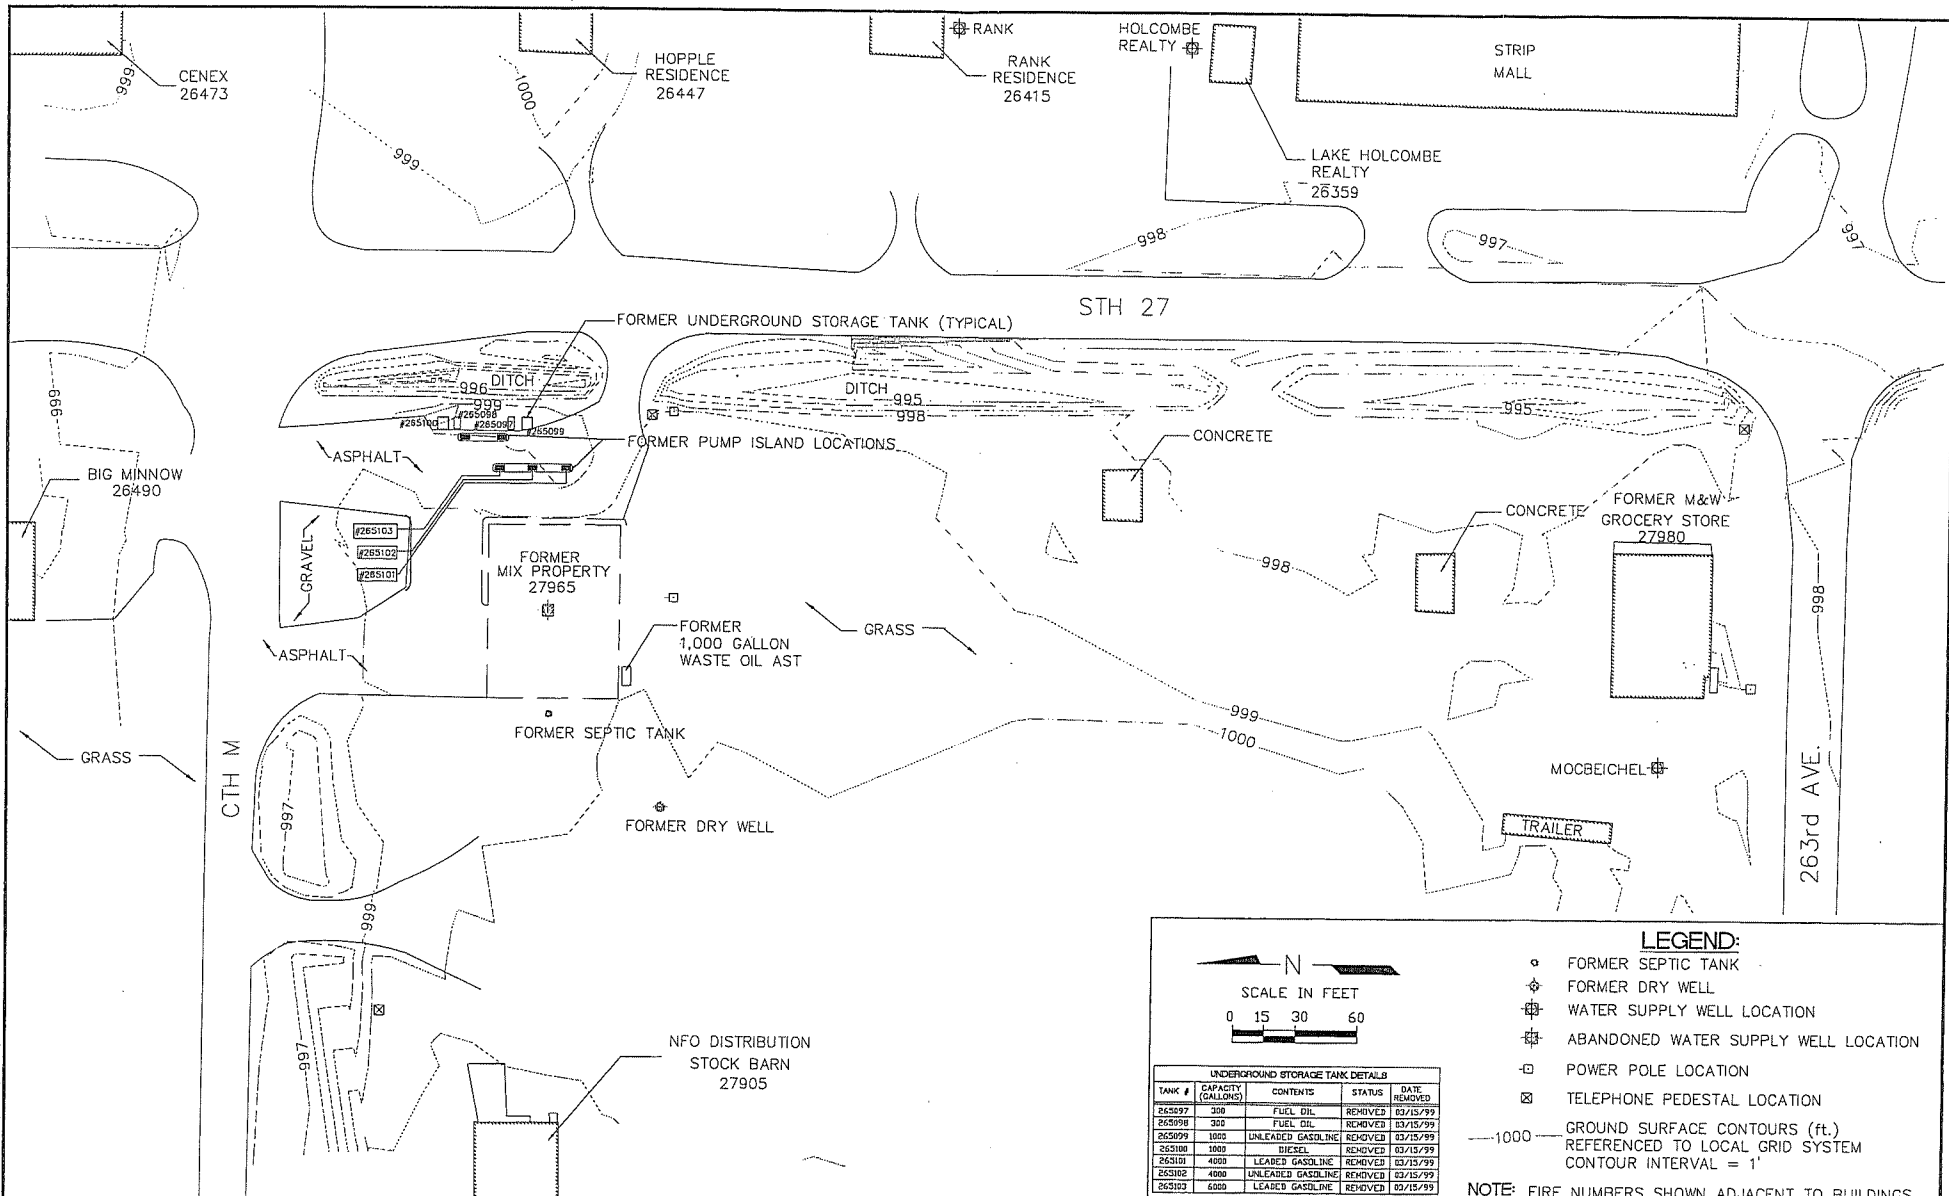 CENEX
26473
999
HOPPLE
RESIDENCE
26447
1000
999
RANK
RANK
RESIDENCE
26415
HOLCOMBE
REALTY
STRIP
MALL
LAKE HOLCOMBE
REALTY
26359
998
997
997
STH 27
FORMER UNDERGROUND STORAGE TANK (TYPICAL)
DITCH
996
999
#265098
#265100
#265097
#265099
FORMER PUMP ISLAND LOCATIONS
DITCH
995
998
995
996
ASPHALT
BIG MINNOW
26490
CONCRETE
CONCRETE
FORMER M&W
GROCERY STORE
27980
#265103
#265102
#265101
GRAVEL
FORMER
MIX PROPERTY
27965
998
998
FORMER
1,000 GALLON
WASTE OIL AST
GRASS
ASPHALT
FORMER SEPTIC TANK
999
1000
GRASS
CTH M
997
FORMER DRY WELL
MOCBEICHEL
TRAILER
263rd AVE.
999
997
NFO DISTRIBUTION
STOCK BARN
27905
N
SCALE IN FEET
0 15 30 60
UNDERGROUND STORAGE TANK DETAILS
TANK # CAPACITY (GALLONS) CONTENTS STATUS DATE REMOVED
265097 300 FUEL OIL REMOVED 03/15/99
265098 300 FUEL OIL REMOVED 03/15/99
265099 1000 UNLEADED GASOLINE REMOVED 03/15/99
265100 1000 DIESEL REMOVED 03/15/99
265101 4000 LEADED GASOLINE REMOVED 03/15/99
265102 4000 UNLEADED GASOLINE REMOVED 03/15/99
265103 6000 LEADED GASOLINE REMOVED 03/15/99
LEGEND:
FORMER SEPTIC TANK
FORMER DRY WELL
WATER SUPPLY WELL LOCATION
ABANDONED WATER SUPPLY WELL LOCATION
POWER POLE LOCATION
TELEPHONE PEDESTAL LOCATION
1000 GROUND SURFACE CONTOURS (ft.)
REFERENCED TO LOCAL GRID SYSTEM
CONTOUR INTERVAL = 1'
NOTE: FIRE NUMBERS SHOWN ADJACENT TO BUILDINGS